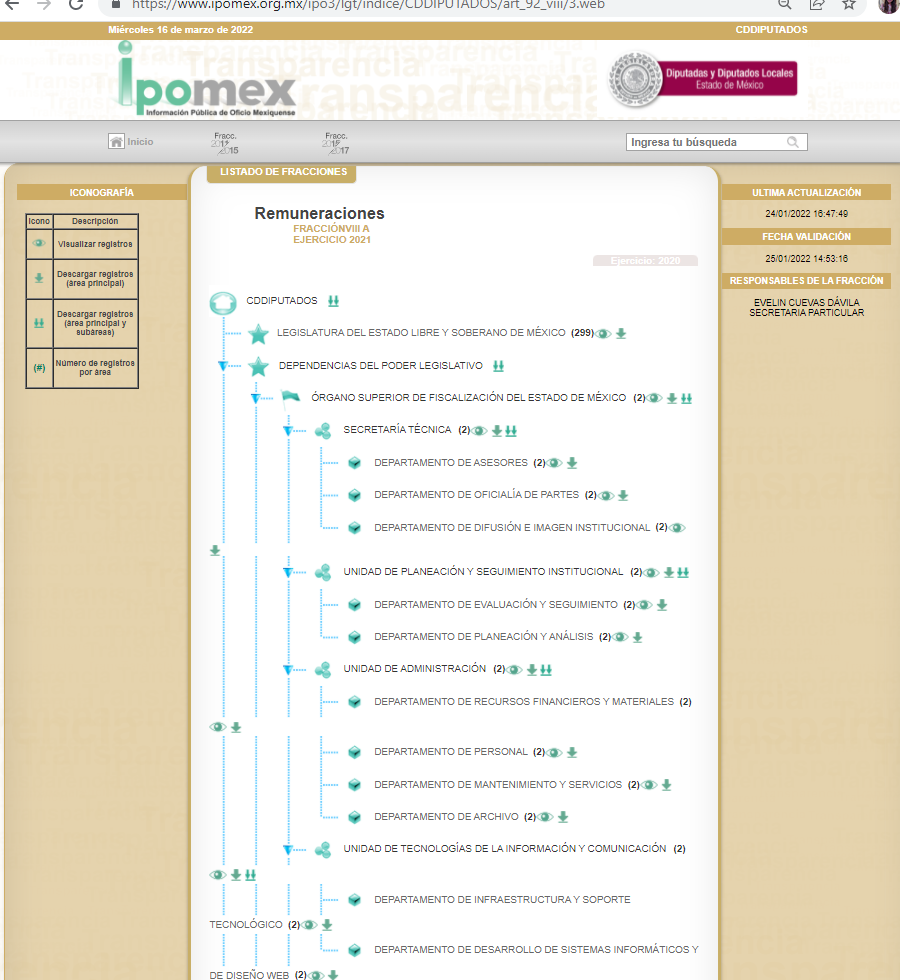 https://www.ipomex.org.mx/ipo3/lgt/indice/CDDIPUTADOS/art_92_viii/3.web
Miércoles 16 de marzo de 2022
CDDIPUTADOS
ipomex
Información Pública de Oficio Mexiquense
Transparencia
Diputadas y Diputados Locales
Estado de México
Inicio
Fracc.
2015
Fracc.
2017
Ingresa tu búsqueda
LISTADO DE FRACCIONES
ICONOGRAFÍA
Icono Descripción
Visualizar registros
Descargar registros
(área principal)
Descargar registros
(área principal y
subáreas)
(#) Número de registros
por área
Remuneraciones
FRACCIÓNVIII A
EJERCICIO 2021
Ejercicio: 2020
CDDIPUTADOS
LEGISLATURA DEL ESTADO LIBRE Y SOBERANO DE MÉXICO (299)
DEPENDENCIAS DEL PODER LEGISLATIVO
ÓRGANO SUPERIOR DE FISCALIZACIÓN DEL ESTADO DE MÉXICO (2)
SECRETARÍA TÉCNICA (2)
DEPARTAMENTO DE ASESORES (2)
DEPARTAMENTO DE OFICIALÍA DE PARTES (2)
DEPARTAMENTO DE DIFUSIÓN E IMAGEN INSTITUCIONAL (2)
UNIDAD DE PLANEACIÓN Y SEGUIMIENTO INSTITUCIONAL (2)
DEPARTAMENTO DE EVALUACIÓN Y SEGUIMIENTO (2)
DEPARTAMENTO DE PLANEACIÓN Y ANÁLISIS (2)
UNIDAD DE ADMINISTRACIÓN (2)
DEPARTAMENTO DE RECURSOS FINANCIEROS Y MATERIALES (2)
DEPARTAMENTO DE PERSONAL (2)
DEPARTAMENTO DE MANTENIMIENTO Y SERVICIOS (2)
DEPARTAMENTO DE ARCHIVO (2)
UNIDAD DE TECNOLOGÍAS DE LA INFORMACIÓN Y COMUNICACIÓN (2)
DEPARTAMENTO DE INFRAESTRUCTURA Y SOPORTE
TECNOLÓGICO (2)
DEPARTAMENTO DE DESARROLLO DE SISTEMAS INFORMÁTICOS Y
DE DISEÑO WEB (2)
ULTIMA ACTUALIZACIÓN
24/01/2022 16:47:49
FECHA VALIDACIÓN
25/01/2022 14:53:16
RESPONSABLES DE LA FRACCIÓN
EVELIN CUEVAS DÁVILA
SECRETARIA PARTICULAR